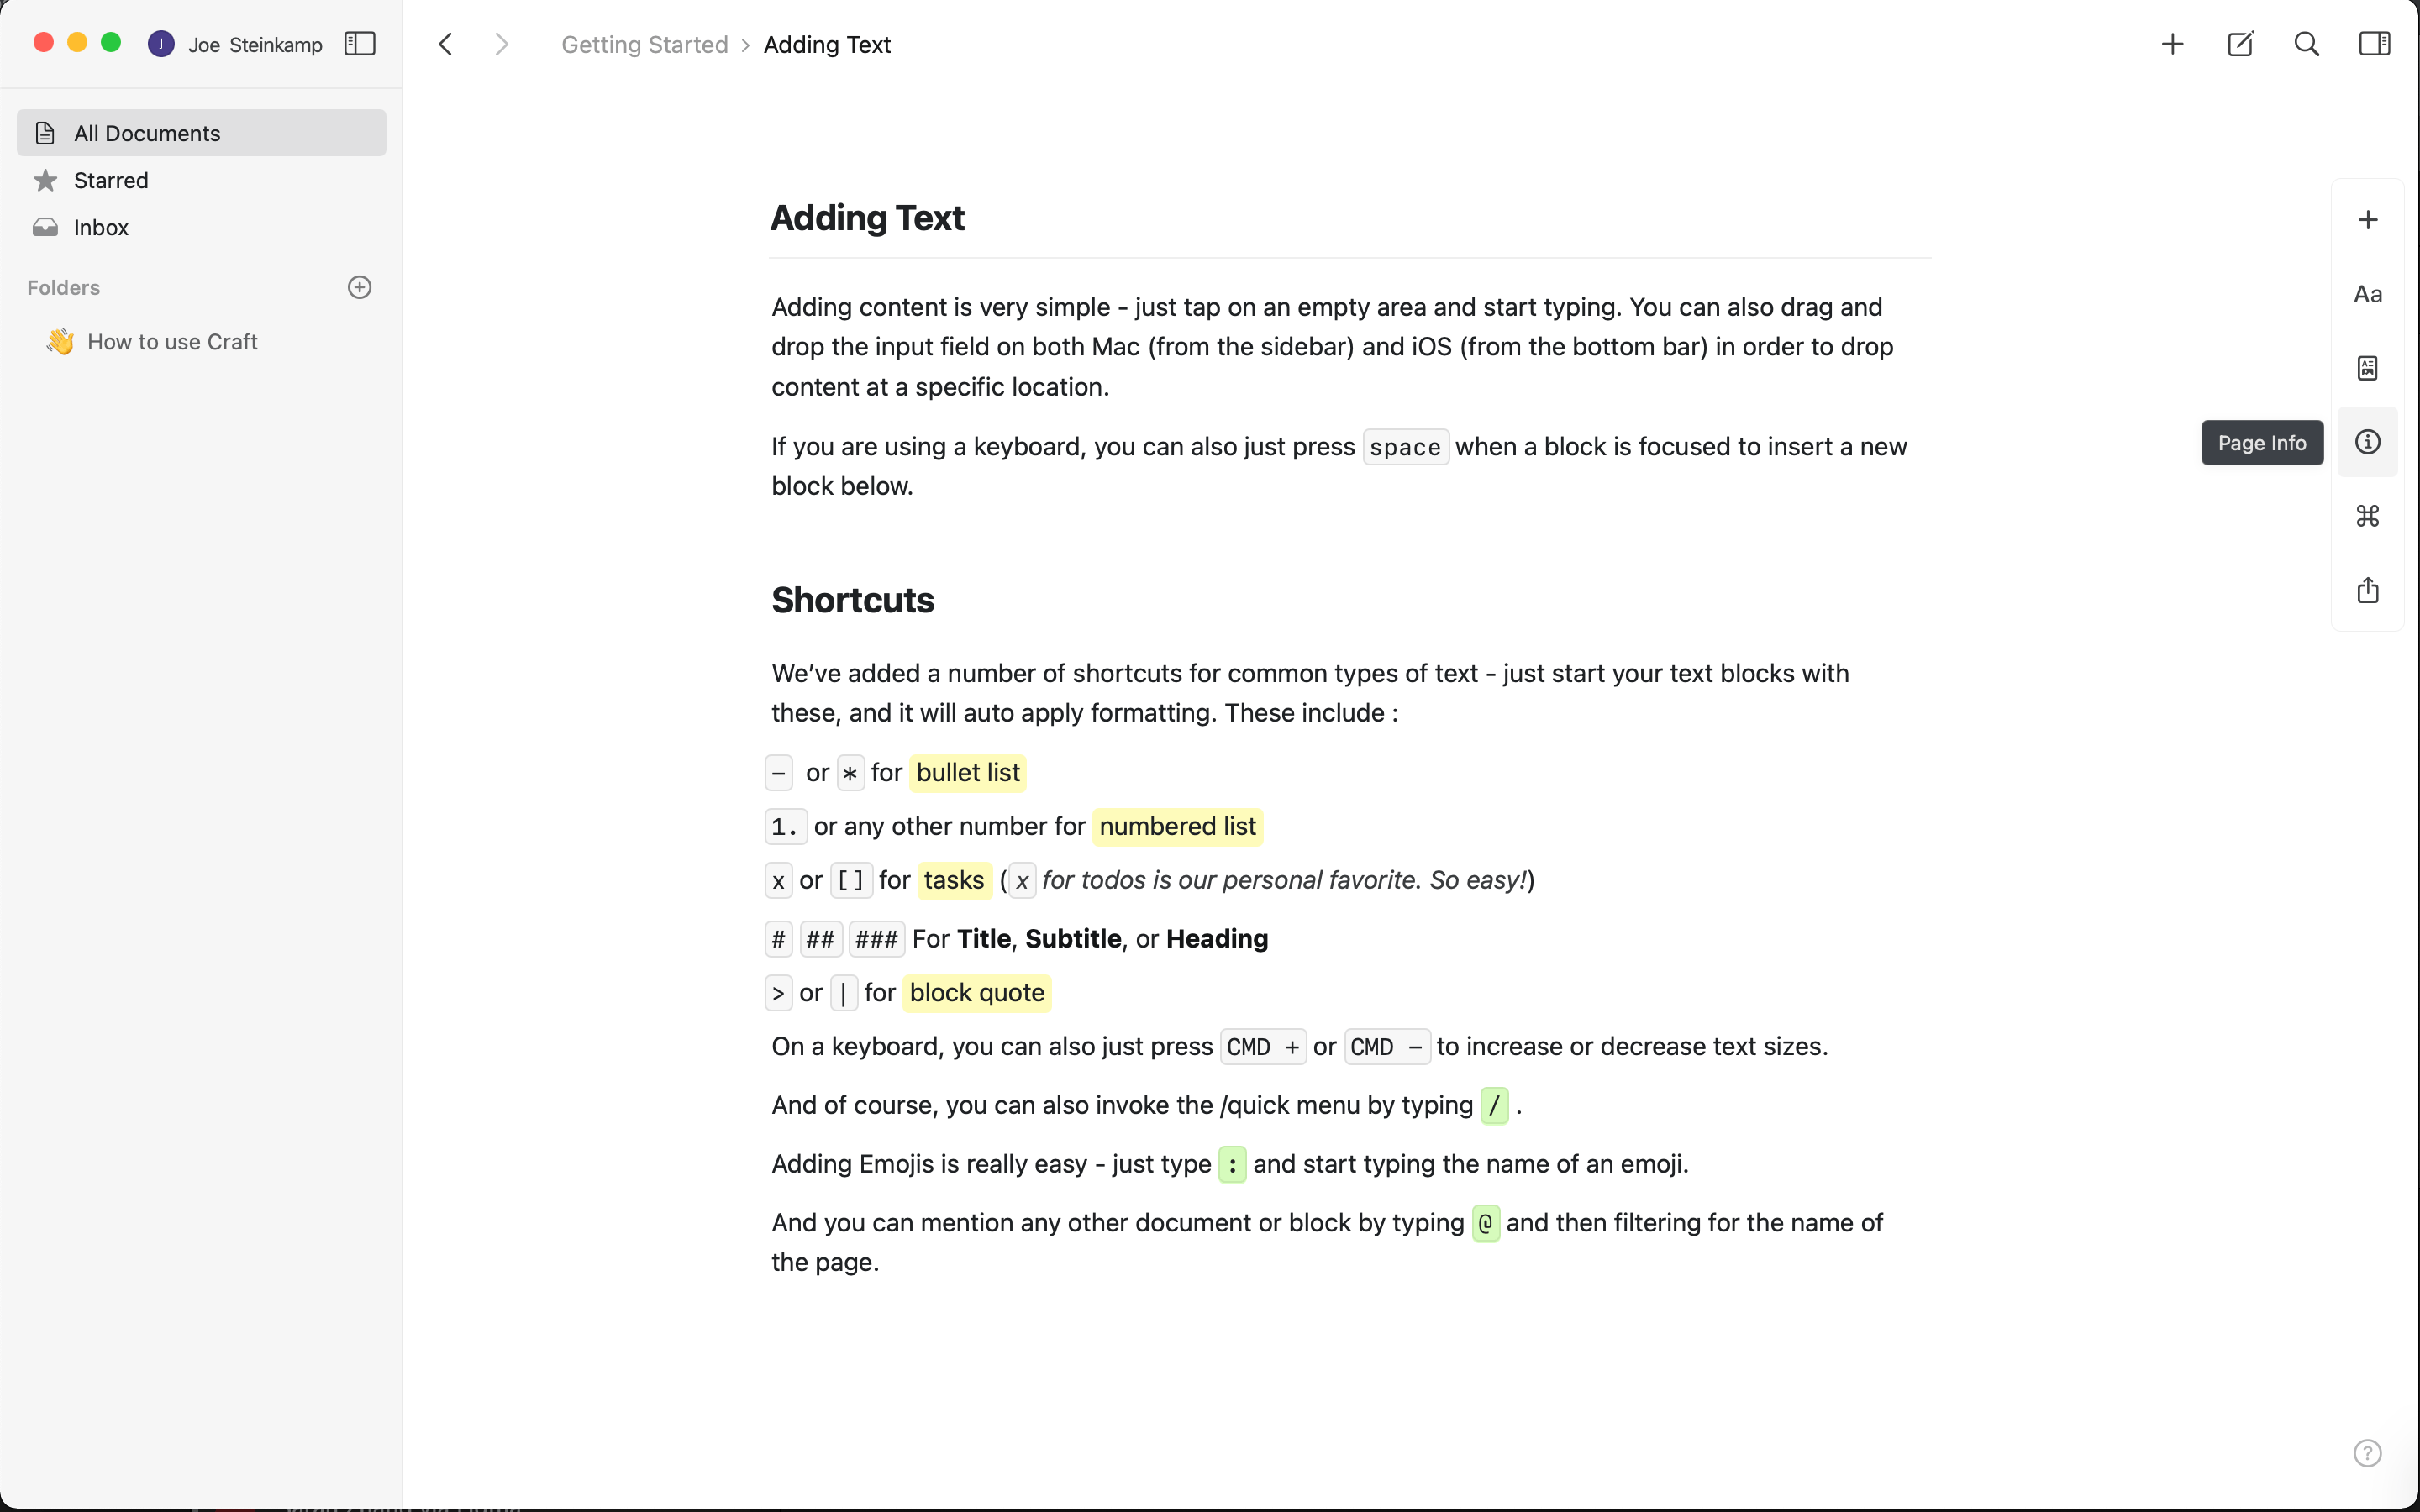 J Joe Steinkamp
Getting Started > Adding Text
All Documents
Starred
Inbox
Folders
How to use Craft
Adding Text
Adding content is very simple - just tap on an empty area and start typing. You can also drag and
drop the input field on both Mac (from the sidebar) and iOS (from the bottom bar) in order to drop
content at a specific location.
If you are using a keyboard, you can also just press space when a block is focused to insert a new
block below.
Shortcuts
We’ve added a number of shortcuts for common types of text - just start your text blocks with
these, and it will auto apply formatting. These include :
– or * for bullet list
1. or any other number for numbered list
x or [] for tasks (x for todos is our personal favorite. So easy!)
# ## ### For Title, Subtitle, or Heading
> or | for block quote
On a keyboard, you can also just press CMD + or CMD – to increase or decrease text sizes.
And of course, you can also invoke the /quick menu by typing / .
Adding Emojis is really easy - just type : and start typing the name of an emoji.
And you can mention any other document or block by typing @ and then filtering for the name of
the page.
Aa
Page Info
?